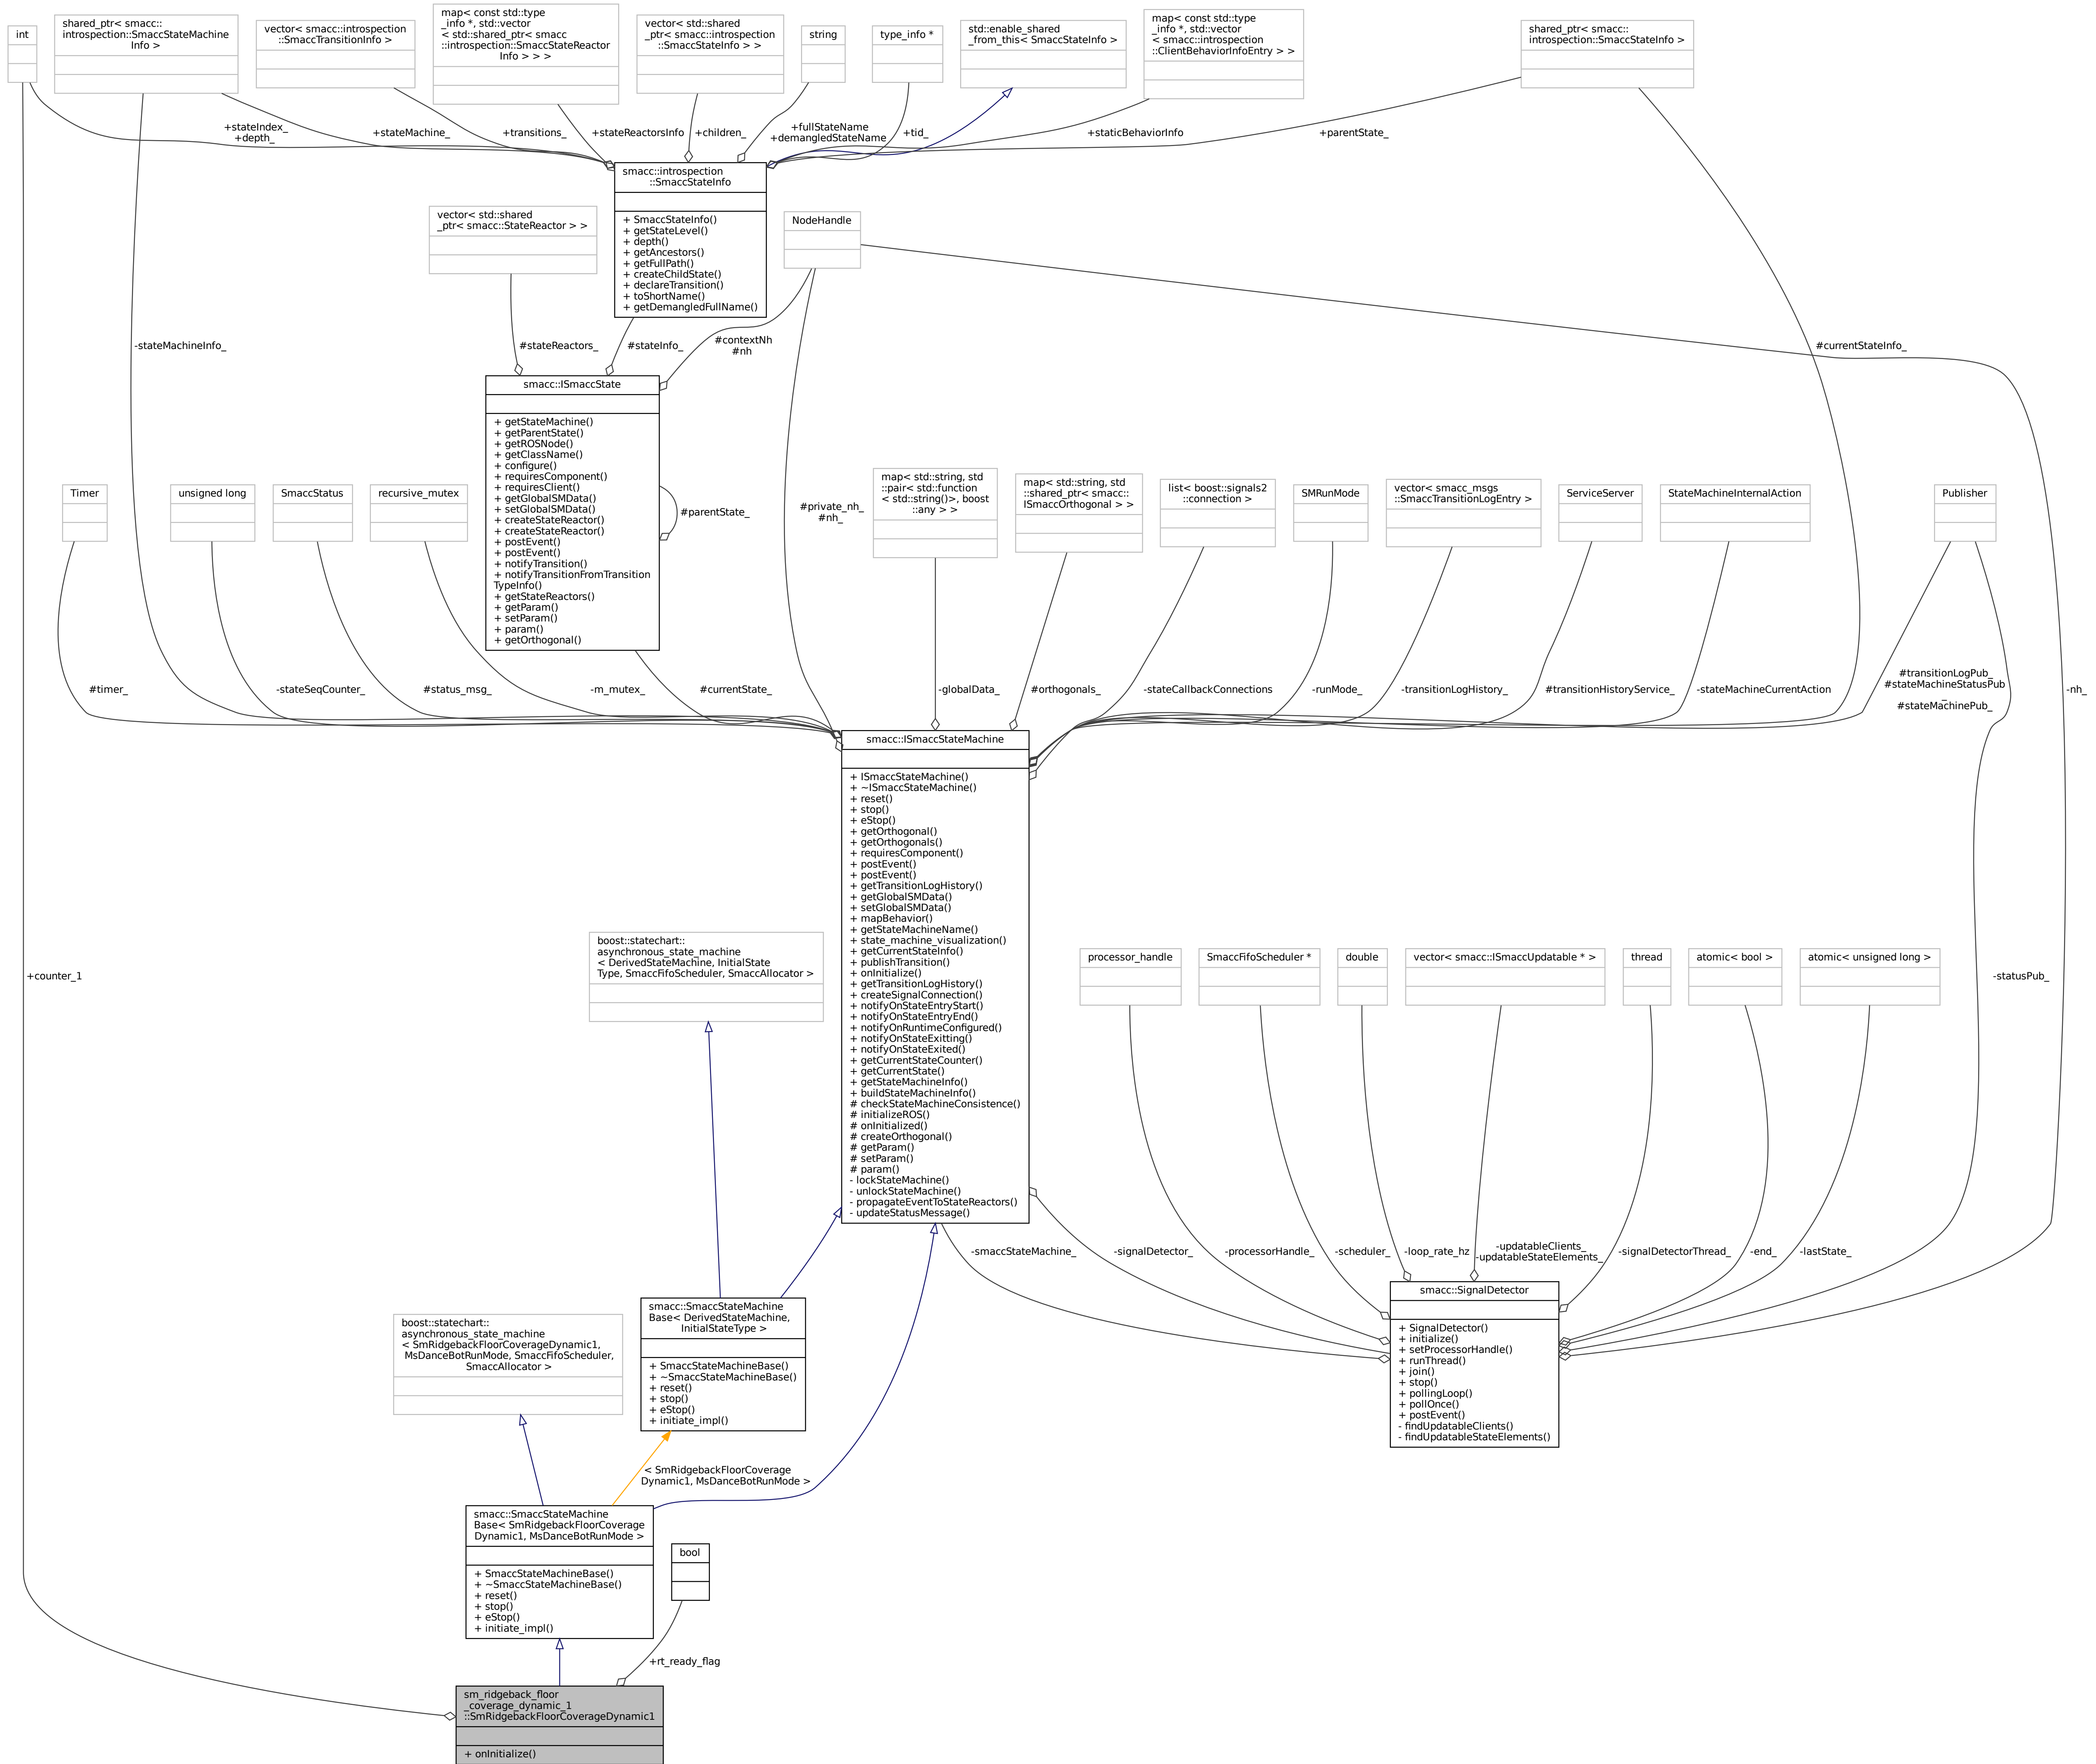 int
shared_ptr< smacc::
introspection::SmaccStateMachine
Info >
vector< smacc::introspection
::SmaccTransitionInfo >
map< const std::type
_info *, std::vector
< std::shared_ptr< smacc
::introspection::SmaccStateReactor
Info > > >
vector< std::shared
_ptr< smacc::introspection
::SmaccStateInfo > >
string
type_info *
std::enable_shared
_from_this< SmaccStateInfo >
map< const std::type
_info *, std::vector
< smacc::introspection
::ClientBehaviorInfoEntry > >
shared_ptr< smacc::
introspection::SmaccStateInfo >
+stateIndex_
+depth_
+stateMachine_
+transitions_
+stateReactorsInfo
+children_
+fullStateName
+demangledStateName
+tid_
+staticBehaviorInfo
+parentState_
smacc::introspection
::SmaccStateInfo
+ SmaccStateInfo()
+ getStateLevel()
+ depth()
+ getAncestors()
+ getFullPath()
+ createChildState()
+ declareTransition()
+ toShortName()
+ getDemangledFullName()
vector< std::shared
_ptr< smacc::StateReactor > >
NodeHandle
-stateMachineInfo_
#stateReactors_
#stateInfo_
#contextNh
#nh
#currentStateInfo_
smacc::ISmaccState
+ getStateMachine()
+ getParentState()
+ getROSNode()
+ getClassName()
+ configure()
+ requiresComponent()
+ requiresClient()
+ getGlobalSMData()
+ setGlobalSMData()
+ createStateReactor()
+ createStateReactor()
+ postEvent()
+ postEvent()
+ notifyTransition()
+ notifyTransitionFromTransition
TypeInfo()
+ getStateReactors()
+ getParam()
+ setParam()
+ param()
+ getOrthogonal()
#parentState_
#private_nh_
#nh_
Timer
unsigned long
SmaccStatus
recursive_mutex
map< std::string, std
::pair< std::function
< std::string()>, boost
::any > >
map< std::string, std
::shared_ptr< smacc::
ISmaccOrthogonal > >
list< boost::signals2
::connection >
SMRunMode
vector< smacc_msgs
::SmaccTransitionLogEntry >
ServiceServer
StateMachineInternalAction
Publisher
#timer_
-stateSeqCounter_
#status_msg_
-m_mutex_
#currentState_
-globalData_
#orthogonals_
-stateCallbackConnections
-runMode_
-transitionLogHistory_
#transitionHistoryService_
-stateMachineCurrentAction
#transitionLogPub_
#stateMachineStatusPub
_
#stateMachinePub_
-nh_
smacc::ISmaccStateMachine
+ ISmaccStateMachine()
+ ~ISmaccStateMachine()
+ reset()
+ stop()
+ eStop()
+ getOrthogonal()
+ getOrthogonals()
+ requiresComponent()
+ postEvent()
+ postEvent()
+ getTransitionLogHistory()
+ getGlobalSMData()
+ setGlobalSMData()
+ mapBehavior()
+ getStateMachineName()
+ state_machine_visualization()
+ getCurrentStateInfo()
+ publishTransition()
+ onInitialize()
+ getTransitionLogHistory()
+ createSignalConnection()
+ notifyOnStateEntryStart()
+ notifyOnStateEntryEnd()
+ notifyOnRuntimeConfigured()
+ notifyOnStateExitting()
+ notifyOnStateExited()
+ getCurrentStateCounter()
+ getCurrentState()
+ getStateMachineInfo()
+ buildStateMachineInfo()
# checkStateMachineConsistence()
# initializeROS()
# onInitialized()
# createOrthogonal()
# getParam()
# setParam()
# param()
- lockStateMachine()
- unlockStateMachine()
- propagateEventToStateReactors()
- updateStatusMessage()
+counter_1
boost::statechart::
asynchronous_state_machine
< DerivedStateMachine, InitialState
Type, SmaccFifoScheduler, SmaccAllocator >
processor_handle
SmaccFifoScheduler *
double
vector< smacc::ISmaccUpdatable * >
thread
atomic< bool >
atomic< unsigned long >
-statusPub_
-smaccStateMachine_
-signalDetector_
-processorHandle_
-scheduler_
-loop_rate_hz
-updatableClients_
-updatableStateElements_
-signalDetectorThread_
-end_
-lastState_
smacc::SignalDetector
+ SignalDetector()
+ initialize()
+ setProcessorHandle()
+ runThread()
+ join()
+ stop()
+ pollingLoop()
+ pollOnce()
+ postEvent()
- findUpdatableClients()
- findUpdatableStateElements()
smacc::SmaccStateMachine
Base< DerivedStateMachine,
InitialStateType >
+ SmaccStateMachineBase()
+ ~SmaccStateMachineBase()
+ reset()
+ stop()
+ eStop()
+ initiate_impl()
boost::statechart::
asynchronous_state_machine
< SmRidgebackFloorCoverageDynamic1,
MsDanceBotRunMode, SmaccFifoScheduler,
SmaccAllocator >
< SmRidgebackFloorCoverage
Dynamic1, MsDanceBotRunMode >
smacc::SmaccStateMachine
Base< SmRidgebackFloorCoverage
Dynamic1, MsDanceBotRunMode >
+ SmaccStateMachineBase()
+ ~SmaccStateMachineBase()
+ reset()
+ stop()
+ eStop()
+ initiate_impl()
bool
+rt_ready_flag
sm_ridgeback_floor
_coverage_dynamic_1
::SmRidgebackFloorCoverageDynamic1
+ onInitialize()